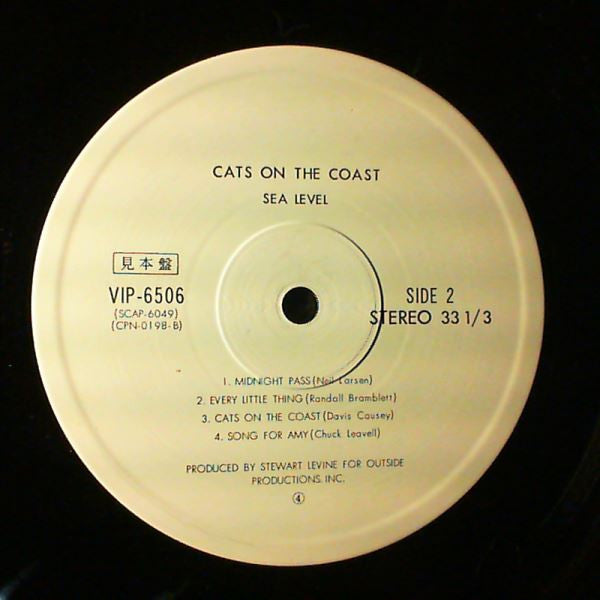 CATS ON THE COAST
SEA LEVEL
見本盤
VIP-6506
(SCAP-6049)
(CPN-0198-B)
SIDE 2
STEREO 33 1/3
1. MIDNIGHT PASS (Neil Larsen)
2. EVERY LITTLE THING (Randall Bramblett)
3. CATS ON THE COAST (Davis Causey)
4. SONG FOR AMY (Chuck Leavell)
PRODUCED BY STEWART LEVINE FOR OUTSIDE
PRODUCTIONS. INC.
④